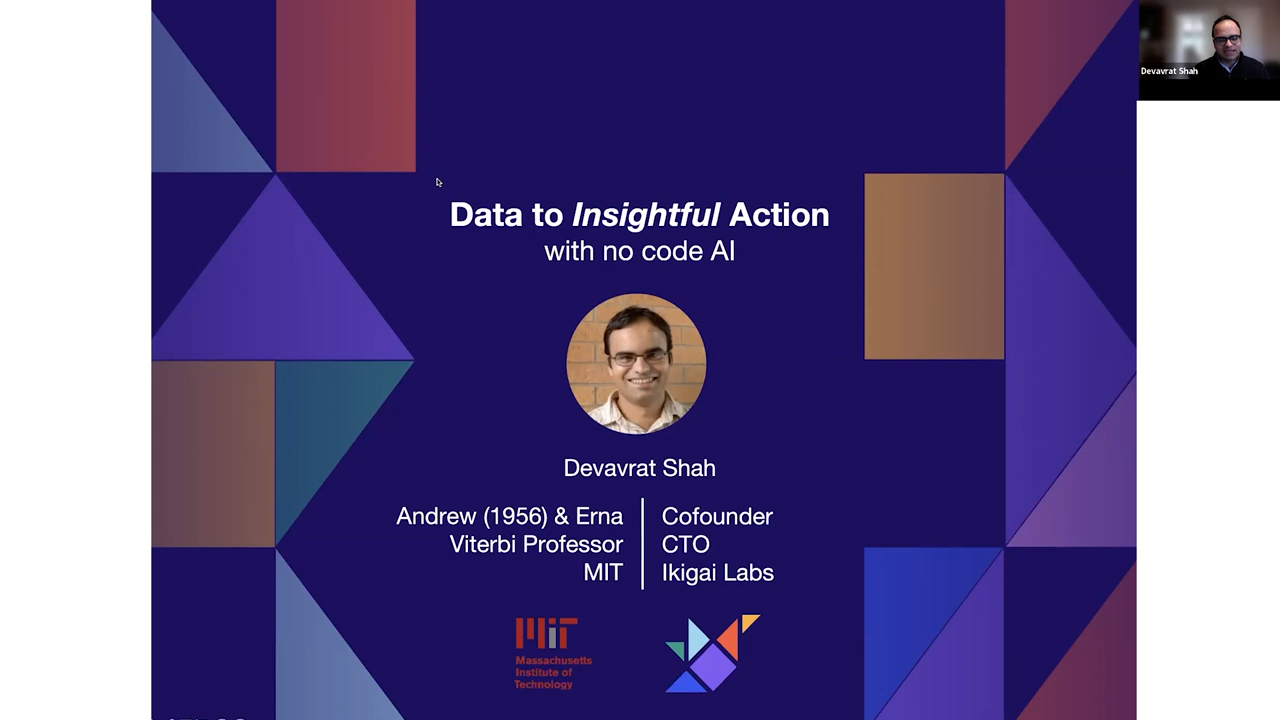 Devavrat Shah
Data to Insightful Action
with no code AI
Devavrat Shah
Andrew (1956) & Erna
Viterbi Professor
MIT
Cofounder
CTO
Ikigai Labs
MIT
Massachusetts
Institute of
Technology